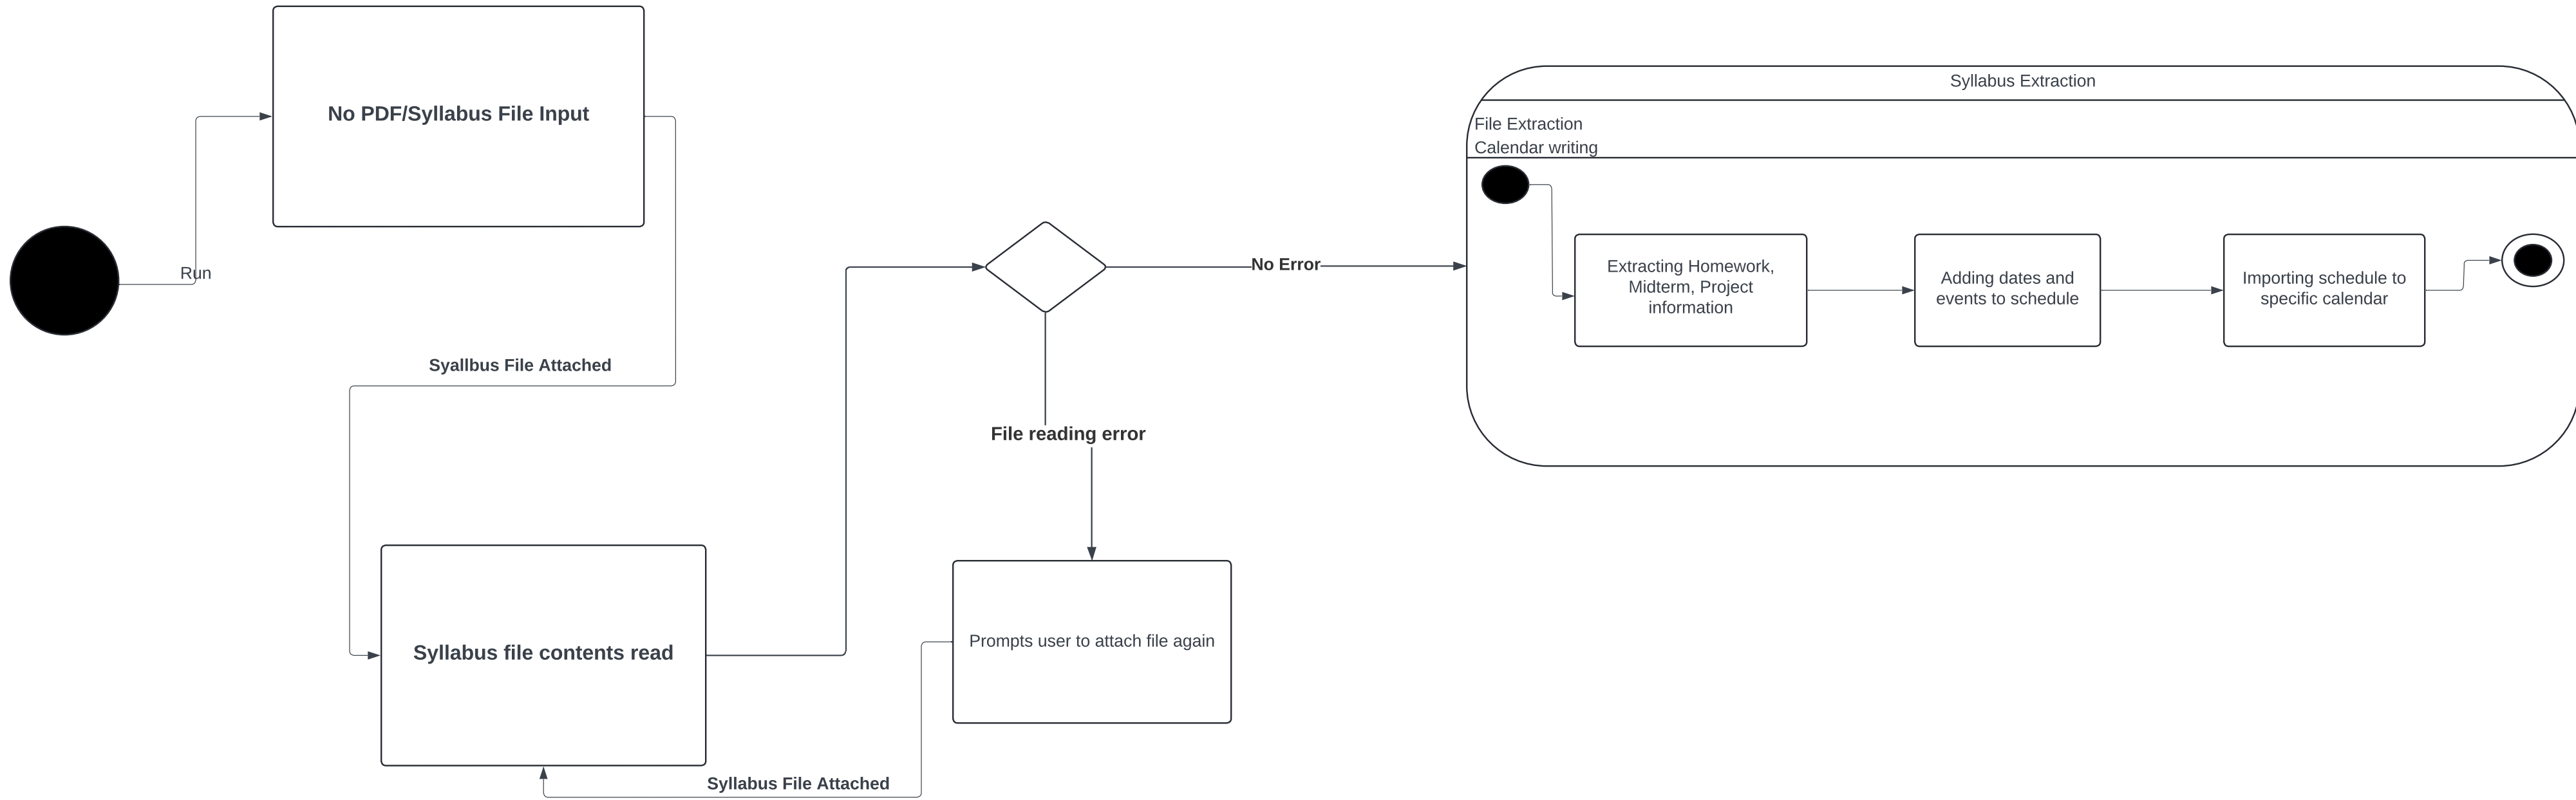 No PDF/Syllabus File Input
Run
Syallbus File Attached
Syllabus file contents read
No Error
File reading error
Prompts user to attach file again
Syllabus File Attached
Syllabus Extraction
File Extraction
Calendar writing
Extracting Homework,
Midterm, Project
information
Adding dates and
events to schedule
Importing schedule to
specific calendar